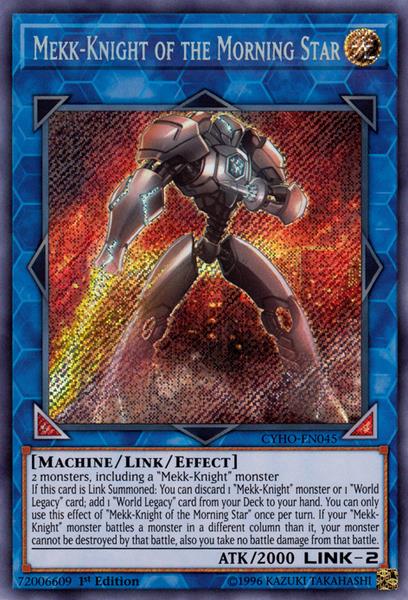 Mekk-Knight of the Morning Star
CYHO-EN045
[Machine/Link/Effect]
2 monsters, including a "Mekk-Knight" monster
If this card is Link Summoned: You can discard 1 "Mekk-Knight" monster or 1 "World
Legacy" card; add 1 "World Legacy" card from your Deck to your hand. You can only
use this effect of "Mekk-Knight of the Morning Star" once per turn. If your "Mekk-
Knight" monster battles a monster in a different column than it, your monster
cannot be destroyed by that battle, also you take no battle damage from that battle.
ATK/2000 LINK-2
72006609 1st Edition ©1996 KAZUKI TAKAHASHI